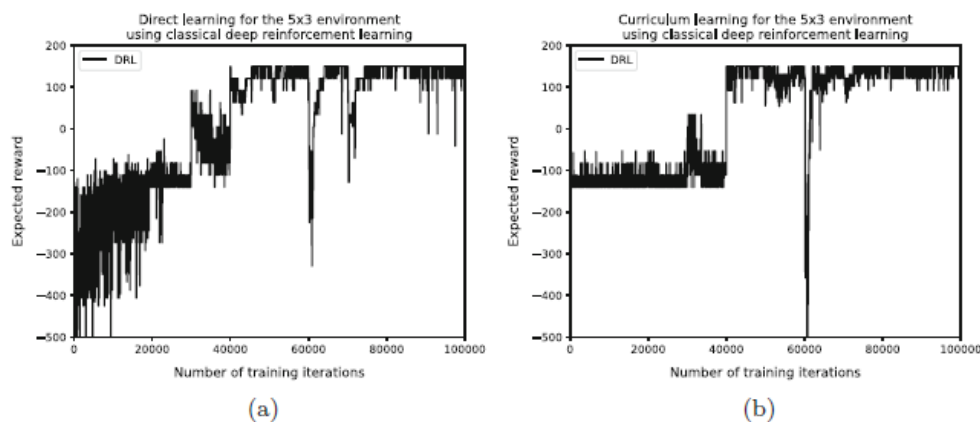 Direct learning for the 5x3 environment
using classical deep reinforcement learning
200
100
0
−100
−200
−300
−400
−500
Expected reward
DRL
0 20000 40000 60000 80000 100000
Number of training iterations
(a)
Curriculum learning for the 5x3 environment
using classical deep reinforcement learning
200
100
0
−100
−200
−300
−400
−500
Expected reward
DRL
0 20000 40000 60000 80000 100000
Number of training iterations
(b)